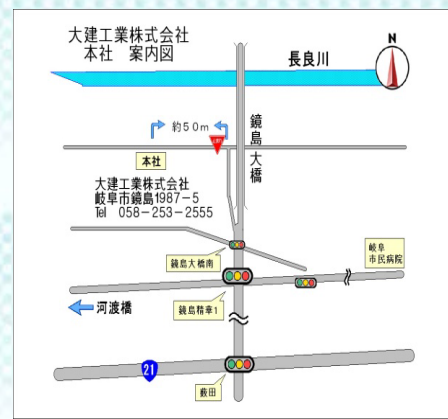 大建工業株式会社
本社 案内図
長良川
N
約50m
鏡島大橋
本社
大建工業株式会社
岐阜市鏡島1987-5
Tel 058-253-2555
鏡島大橋南
岐阜
市民病院
河渡橋
鏡島精華1
21
薮田